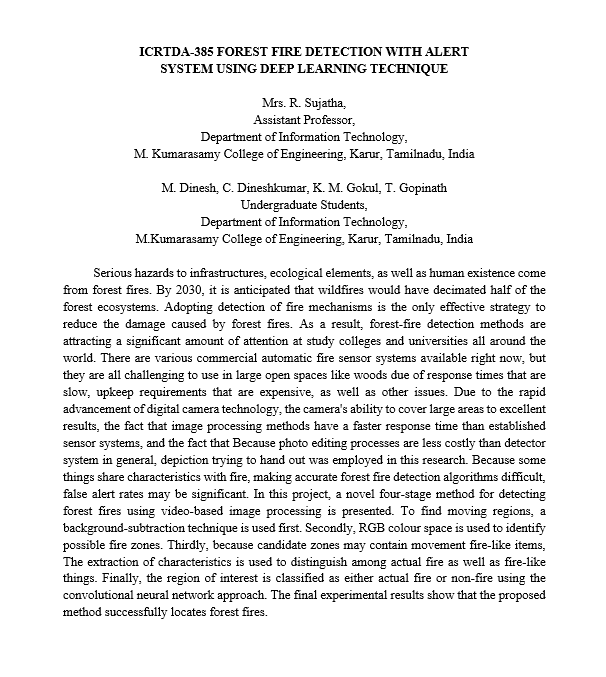 ICRTDA-385 FOREST FIRE DETECTION WITH ALERT
SYSTEM USING DEEP LEARNING TECHNIQUE
Mrs. R. Sujatha,
Assistant Professor,
Department of Information Technology,
M. Kumarasamy College of Engineering, Karur, Tamilnadu, India
M. Dinesh, C. Dineshkumar, K. M. Gokul, T. Gopinath
Undergraduate Students,
Department of Information Technology,
M.Kumarasamy College of Engineering, Karur, Tamilnadu, India
Serious hazards to infrastructures, ecological elements, as well as human existence come
from forest fires. By 2030, it is anticipated that wildfires would have decimated half of the
forest ecosystems. Adopting detection of fire mechanisms is the only effective strategy to
reduce the damage caused by forest fires. As a result, forest-fire detection methods are
attracting a significant amount of attention at study colleges and universities all around the
world. There are various commercial automatic fire sensor systems available right now, but
they are all challenging to use in large open spaces like woods due of response times that are
slow, upkeep requirements that are expensive, as well as other issues. Due to the rapid
advancement of digital camera technology, the camera's ability to cover large areas to excellent
results, the fact that image processing methods have a faster response time than established
sensor systems, and the fact that Because photo editing processes are less costly than detector
system in general, depiction trying to hand out was employed in this research. Because some
things share characteristics with fire, making accurate forest fire detection algorithms difficult,
false alert rates may be significant. In this project, a novel four-stage method for detecting
forest fires using video-based image processing is presented. To find moving regions, a
background-subtraction technique is used first. Secondly, RGB colour space is used to identify
possible fire zones. Thirdly, because candidate zones may contain movement fire-like items,
The extraction of characteristics is used to distinguish among actual fire as well as fire-like
things. Finally, the region of interest is classified as either actual fire or non-fire using the
convolutional neural network approach. The final experimental results show that the proposed
method successfully locates forest fires.